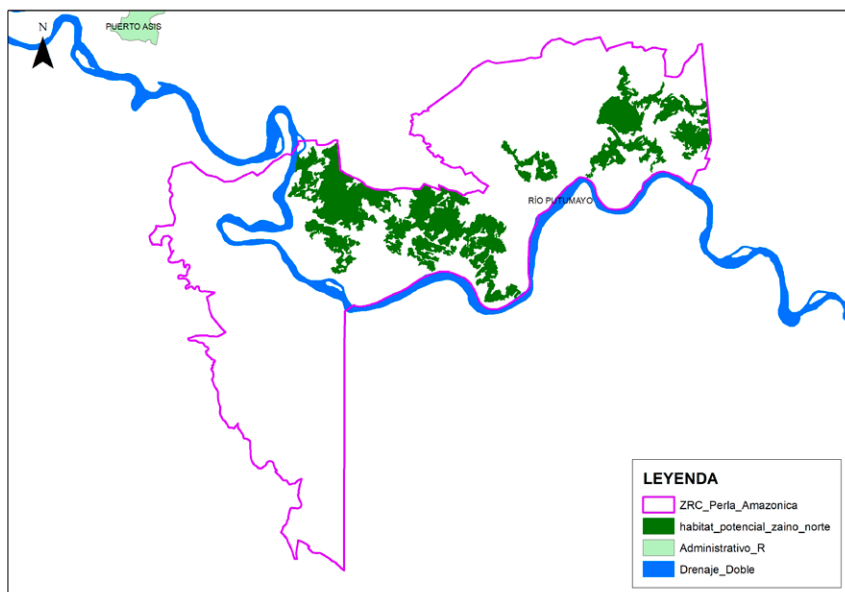 PUERTO ASIS
N
RÍO PUTUMAYO
LEYENDA
ZRC_Perla_Amazonica
habitat_potencial_zaino_norte
Administrativo_R
Drenaje_Doble